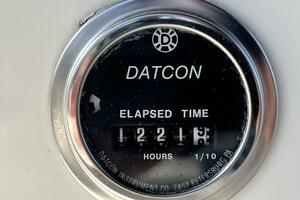 DATCON
ELAPSED TIME
1221
HOURS 1/10
DATCON INSTRUMENT CO. EAST PETERSBURG PA.